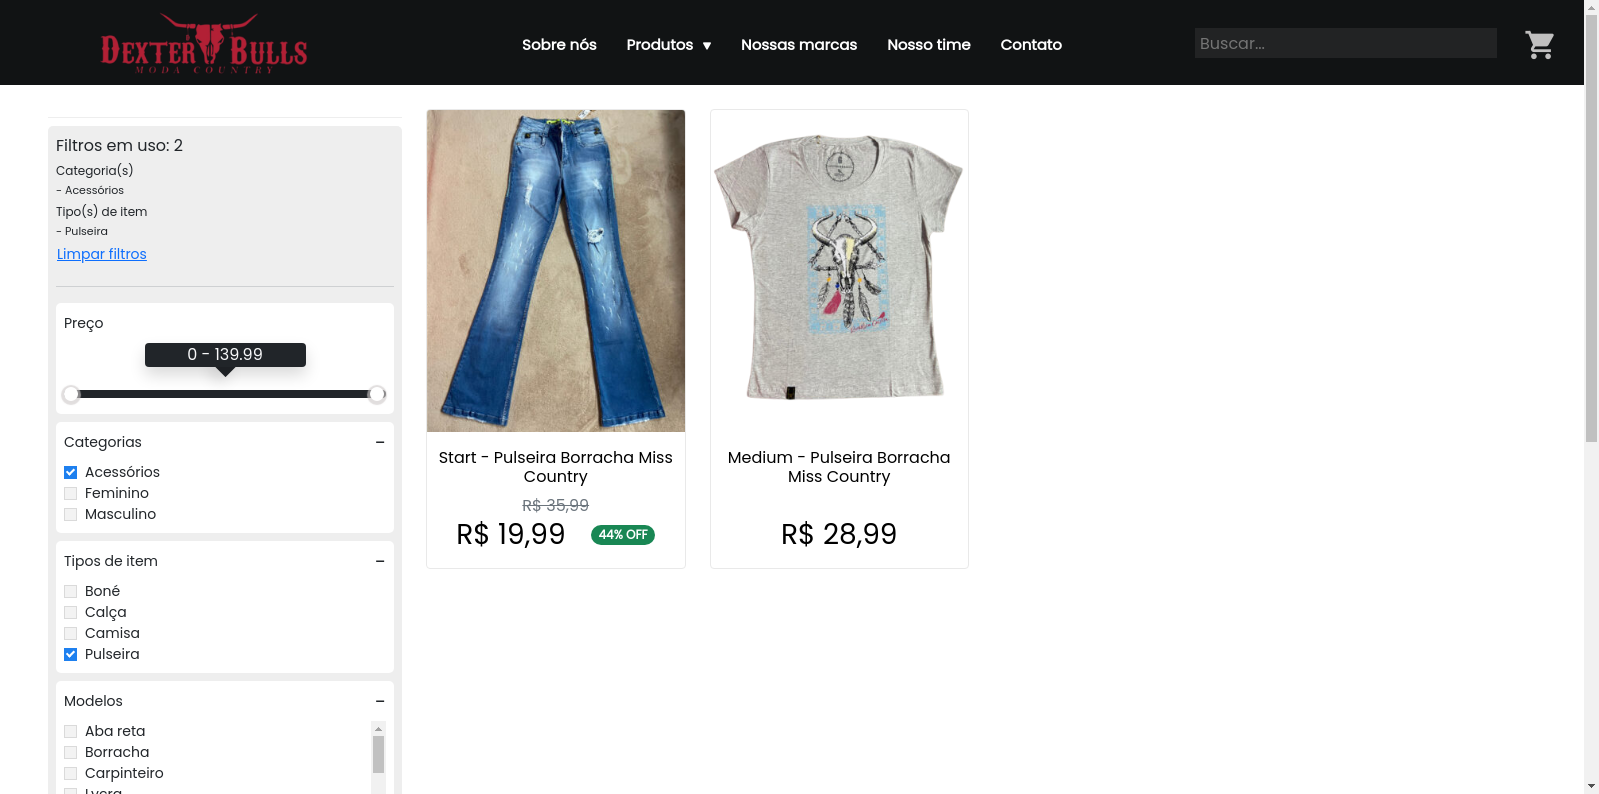 DEXTER BULLS
MODA COUNTRY
Sobre nós
Produtos ▼
Nossas marcas
Nosso time
Contato
Buscar...
Filtros em uso: 2
Categoria(s)
- Acessórios
Tipo(s) de item
- Pulseira
Limpar filtros
Preço
0 - 139.99
Categorias −
Acessórios
Feminino
Masculino
Tipos de item −
Boné
Calça
Camisa
Pulseira
Modelos −
Aba reta
Borracha
Carpinteiro
Lycra
Start - Pulseira Borracha Miss
Country
R$ 35,99
R$ 19,99 44% OFF
Medium - Pulseira Borracha
Miss Country
R$ 28,99